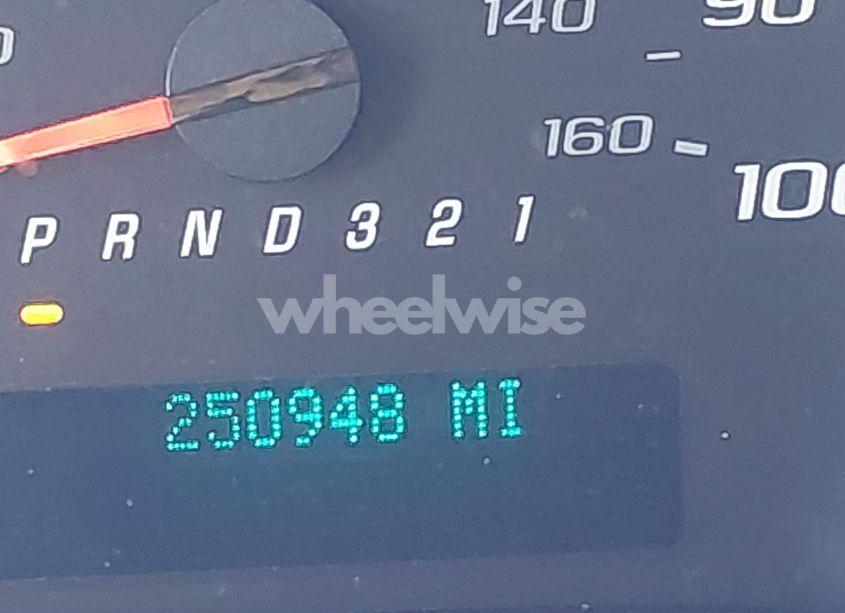 140 90
160 100
P R N D 3 2 1
wheelwise
250948 MI